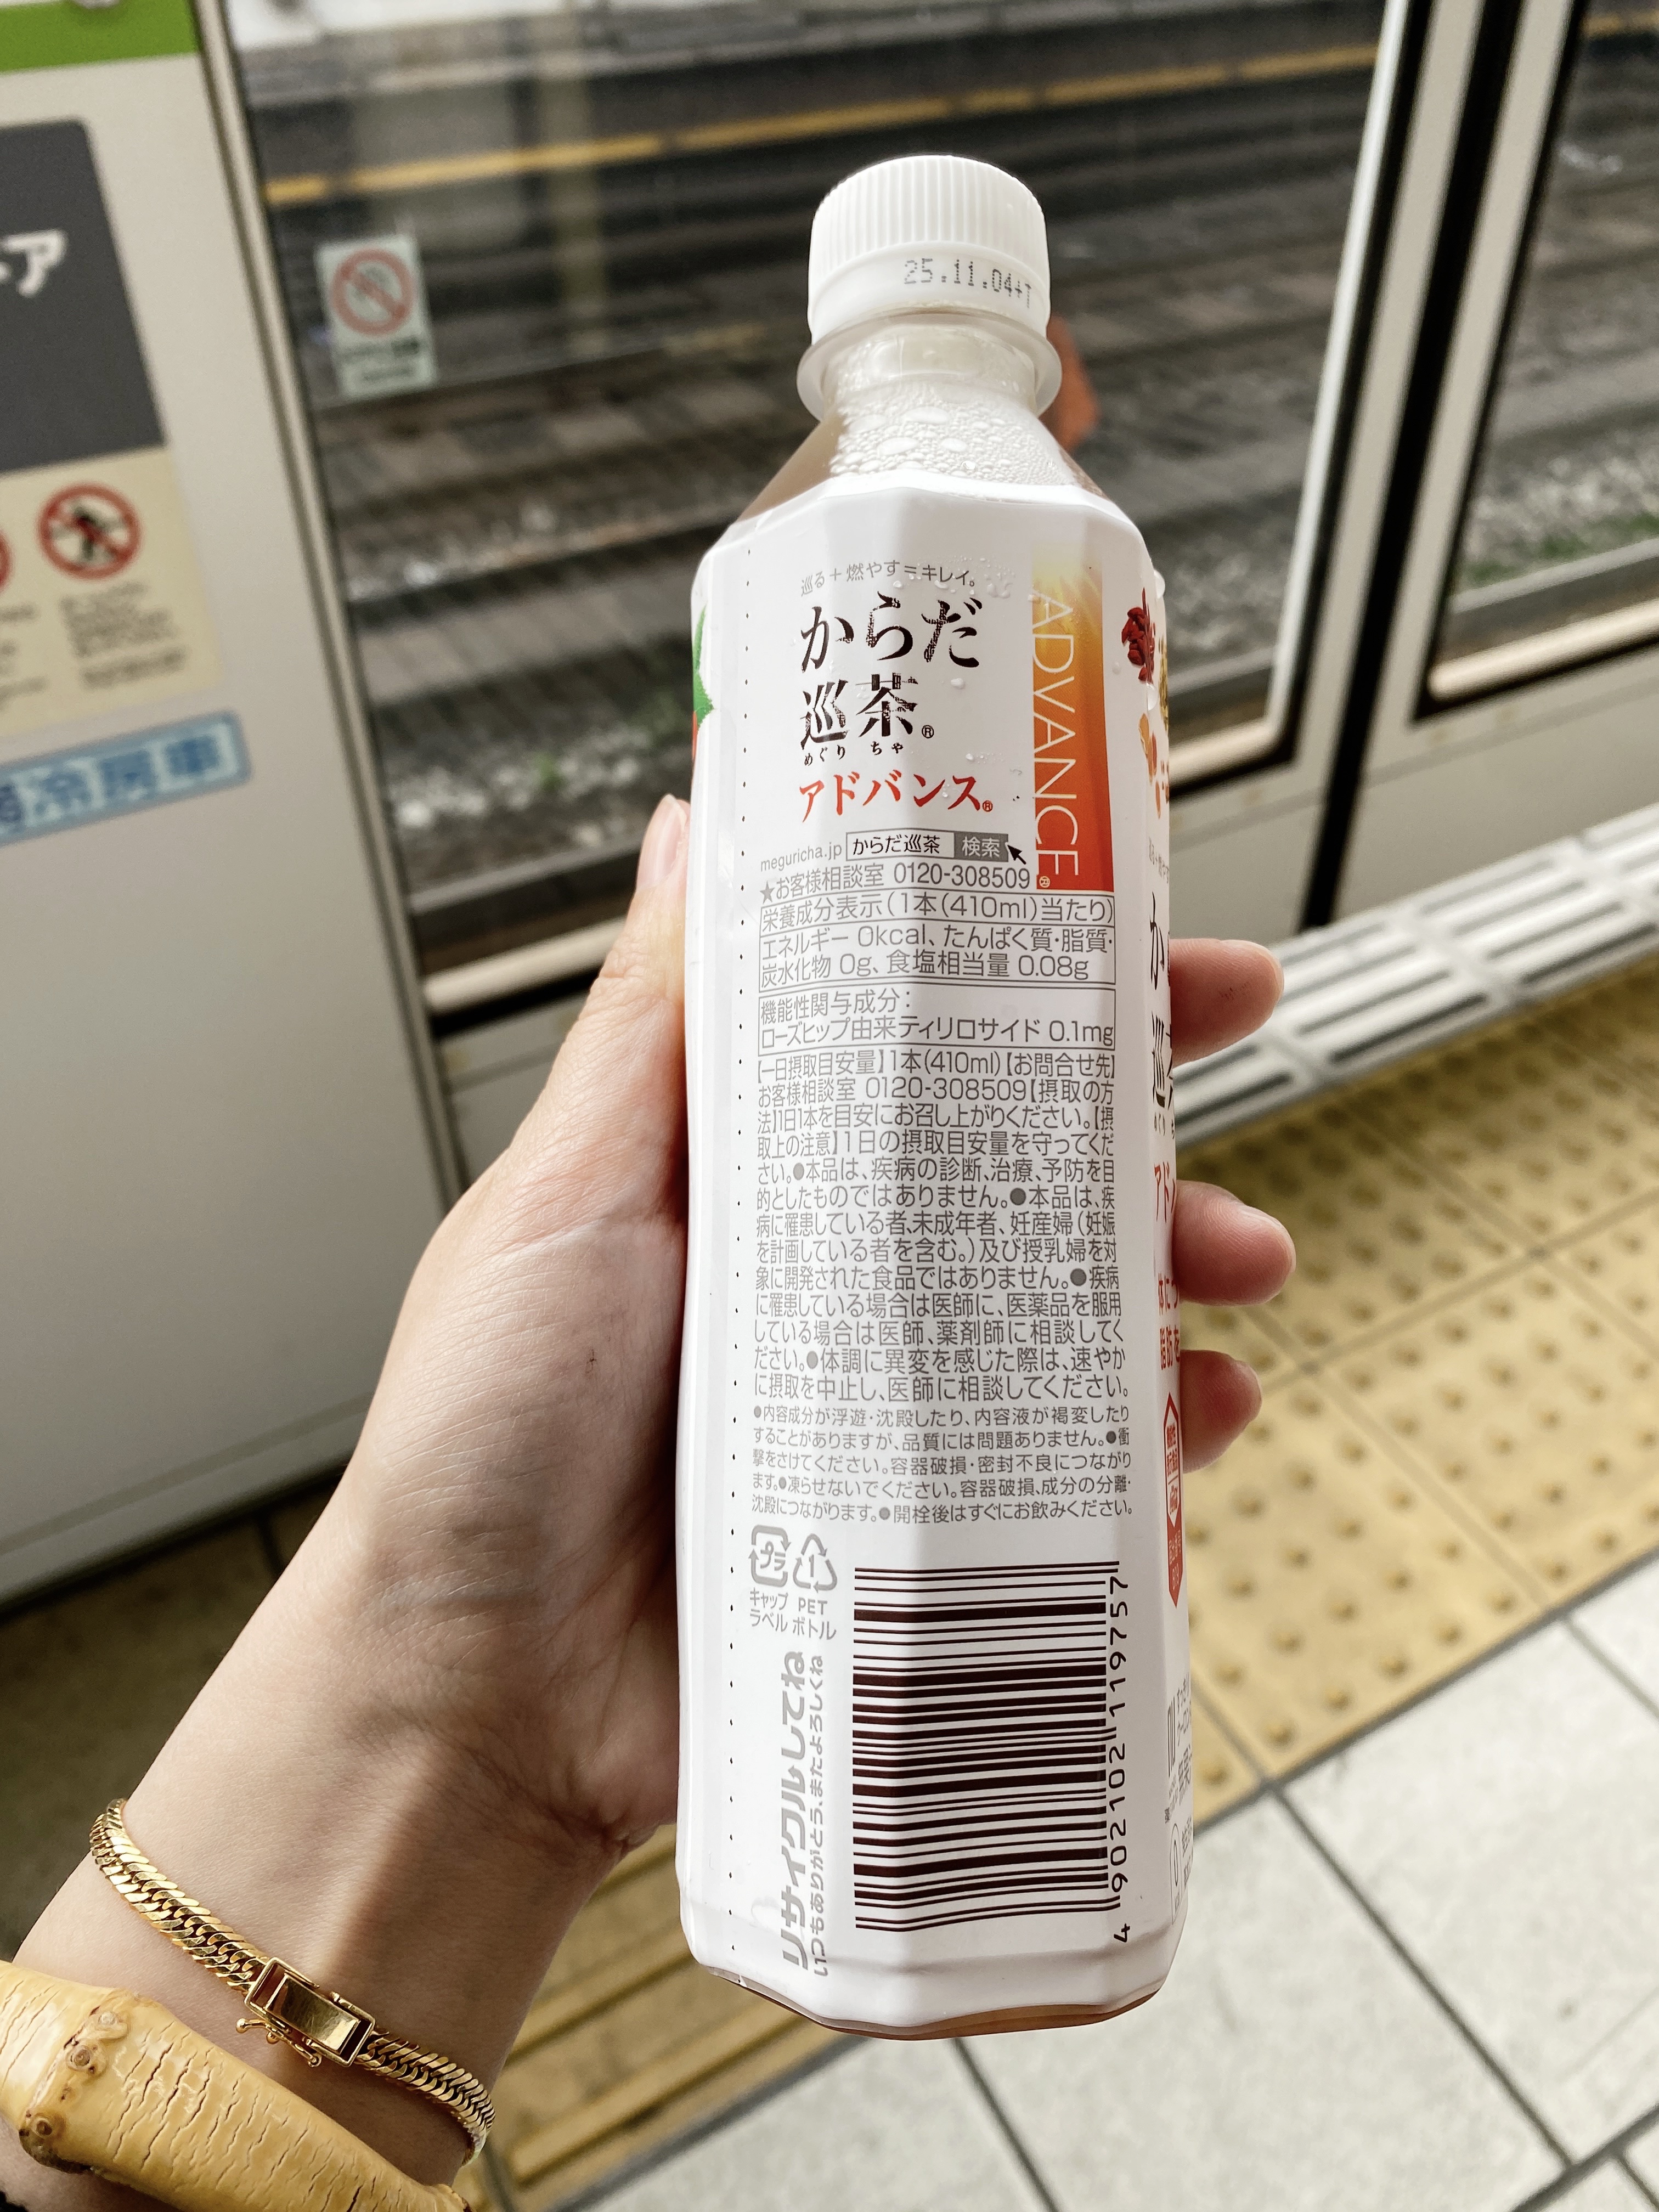 25.11.04+T
巡る+燃やす=キレイ。
からだ
巡茶®
めぐり ちゃ
アドバンス®
ADVANCE®
meguricha.jp からだ巡茶 検索
★お客様相談室 0120-308509
栄養成分表示(1本(410ml)当たり)
エネルギー 0kcal、たんぱく質・脂質・
炭水化物 0g、食塩相当量 0.08g
機能性関与成分:
ローズヒップ由来ティリロサイド 0.1mg
【一日摂取目安量】1本(410ml)【お問合せ先】
お客様相談室 0120-308509【摂取の方
法】1日1本を目安にお召し上がりください。【摂
取上の注意】1日の摂取目安量を守ってくだ
さい。●本品は、疾病の診断、治療、予防を目
的としたものではありません。●本品は、疾
病に罹患している者、未成年者、妊産婦(妊娠
を計画している者を含む。)及び授乳婦を対
象に開発された食品ではありません。●疾病
に罹患している場合は医師に、医薬品を服用
している場合は医師、薬剤師に相談してく
ださい。●体調に異変を感じた際は、速やか
に摂取を中止し、医師に相談してください。
●内容成分が浮遊・沈殿したり、内容液が褐変したり
することがありますが、品質には問題ありません。●衝
撃をさけてください。容器破損・密封不良につながり
ます。●凍らせないでください。容器破損、成分の分離・
沈殿につながります。●開栓後はすぐにお飲みください。
プラ 1
キャップ PET
ラベル ボトル
リサイクルしてね
いつもありがとう、またよろしくね
4 902102 119757
冷房車